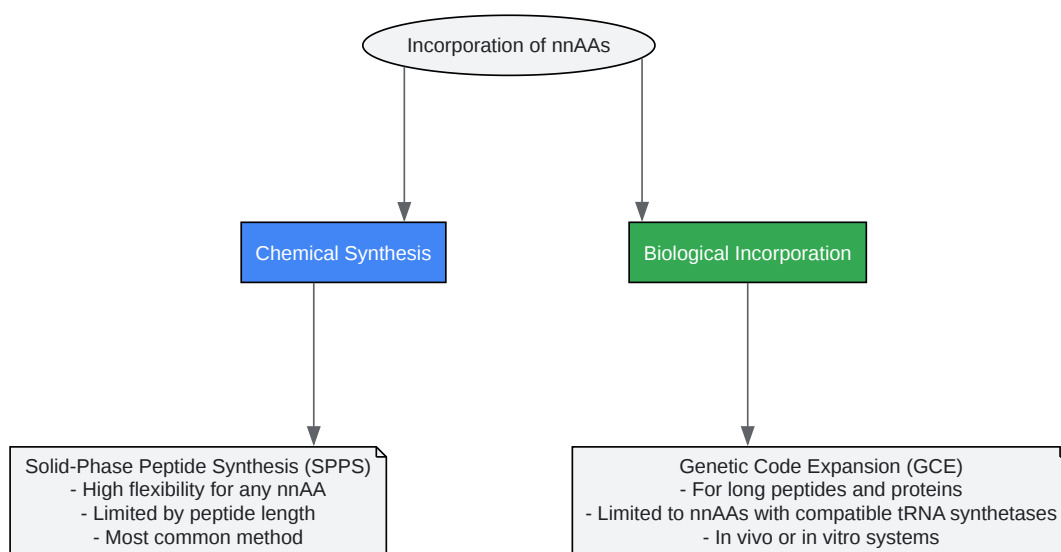 Incorporation of nnAAs
Chemical Synthesis
Biological Incorporation
Solid-Phase Peptide Synthesis (SPPS)
- High flexibility for any nnAA
- Limited by peptide length
- Most common method
Genetic Code Expansion (GCE)
- For long peptides and proteins
- Limited to nnAAs with compatible tRNA synthetases
- In vivo or in vitro systems